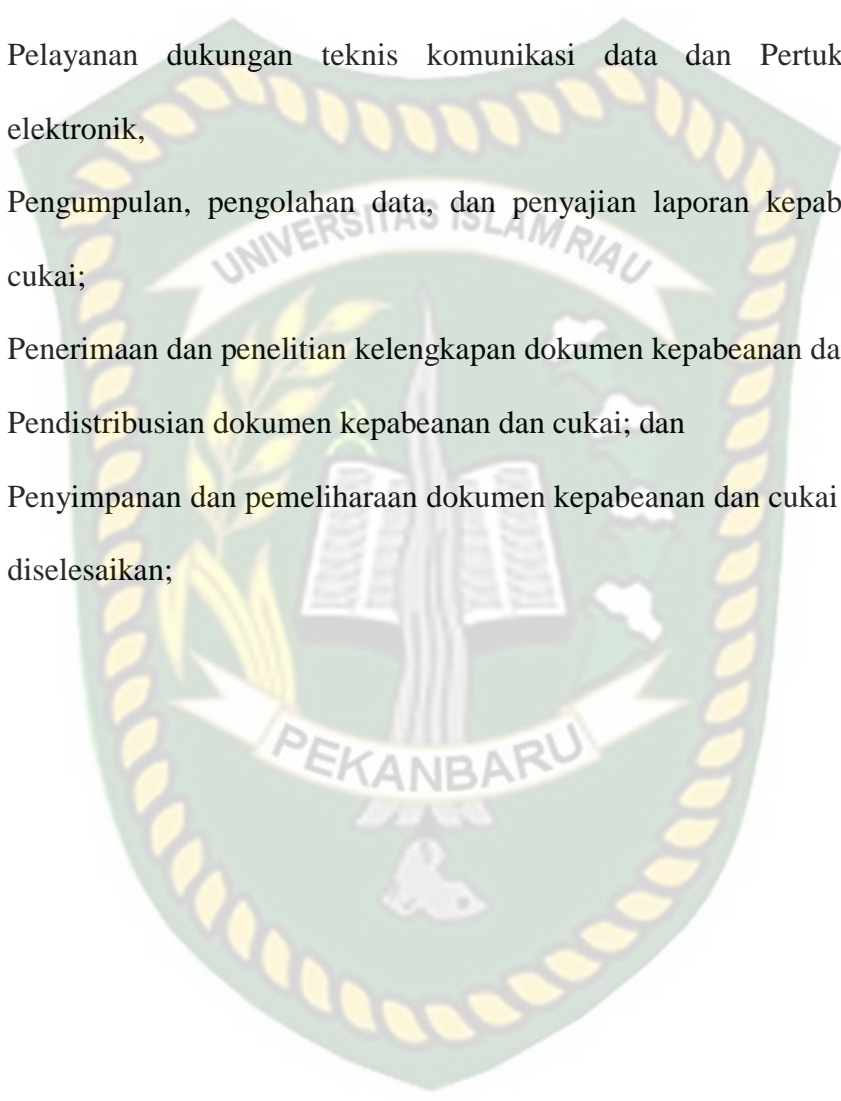 Pelayanan dukungan teknis komunikasi data dan Pertuk
elektronik,
Pengumpulan, pengolahan data, dan penyajian laporan kepab
cukai;
UNIVERSITAS ISLAM RIAU
Penerimaan dan penelitian kelengkapan dokumen kepabeanan da
Pendistribusian dokumen kepabeanan dan cukai; dan
Penyimpanan dan pemeliharaan dokumen kepabeanan dan cukai
diselesaikan;
PEKANBARU